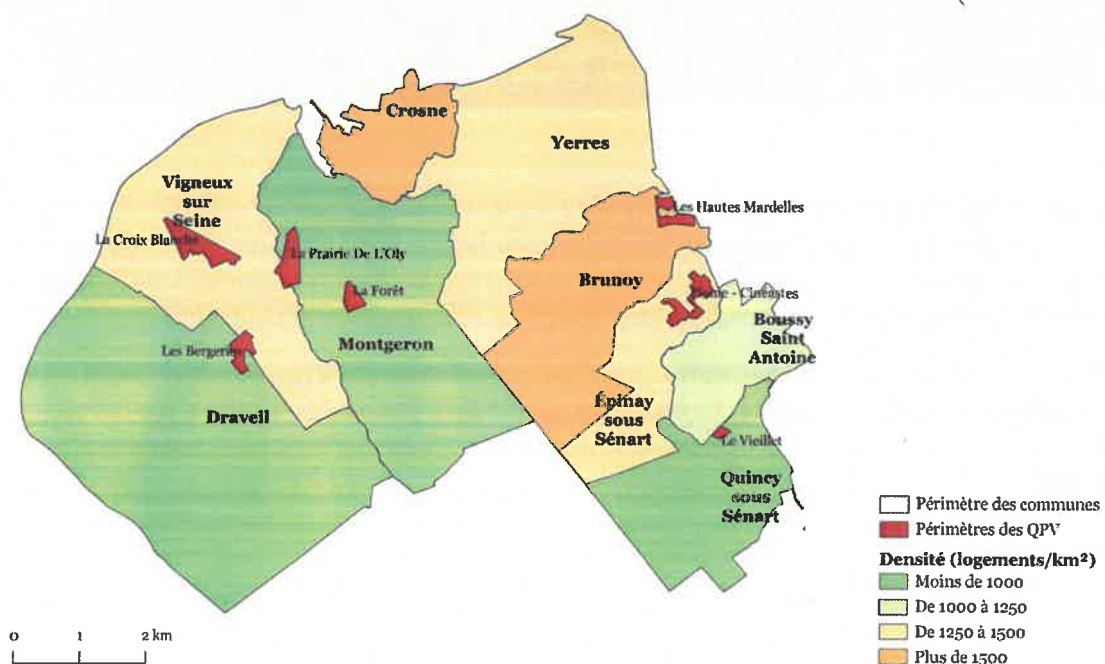 Crosne
Yerres
Vigneux
sur
Seine
Les Hautes Mardelles
La Croix Blanche
La Prairie De L'Oly
Brunoy
La Forêt
- Cinéastes
Boussy
Saint
Antoine
Montgeron
Les Bergeries
Draveil
Épinay
sous
Sénart
Le Vieillet
Quincy
sous
Sénart
Périmètre des communes
Périmètres des QPV
Densité (logements/km²)
Moins de 1000
De 1000 à 1250
De 1250 à 1500
Plus de 1500
0 1 2 km